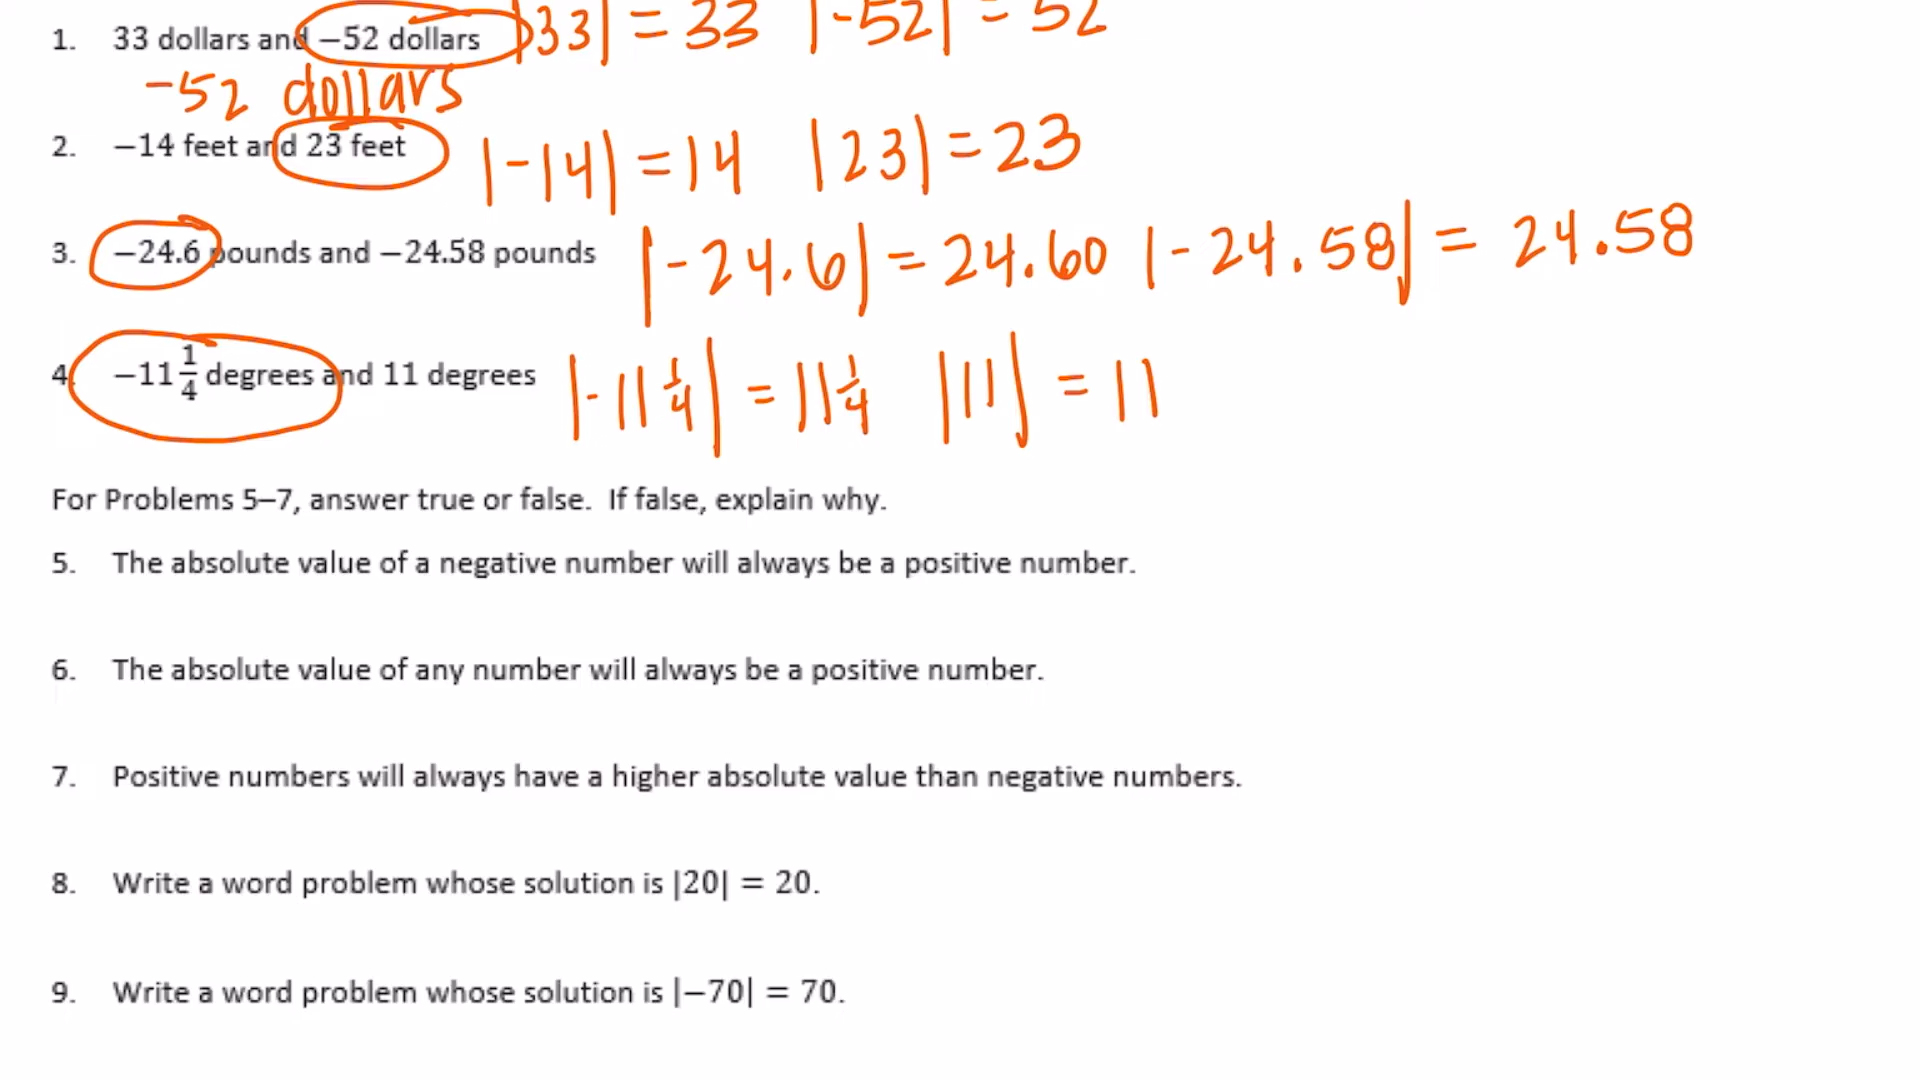 1. 33 dollars and −52 dollars |33| = 33 |-52| = 52
-52 dollars
2. −14 feet and 23 feet |-14| = 14 |23| = 23
3. −24.6 pounds and −24.58 pounds |-24.6| = 24.60 |-24.58| = 24.58
4. −11 1/4 degrees and 11 degrees |-11 1/4| = 11 1/4 |11| = 11
For Problems 5–7, answer true or false. If false, explain why.
5. The absolute value of a negative number will always be a positive number.
6. The absolute value of any number will always be a positive number.
7. Positive numbers will always have a higher absolute value than negative numbers.
8. Write a word problem whose solution is |20| = 20.
9. Write a word problem whose solution is |−70| = 70.